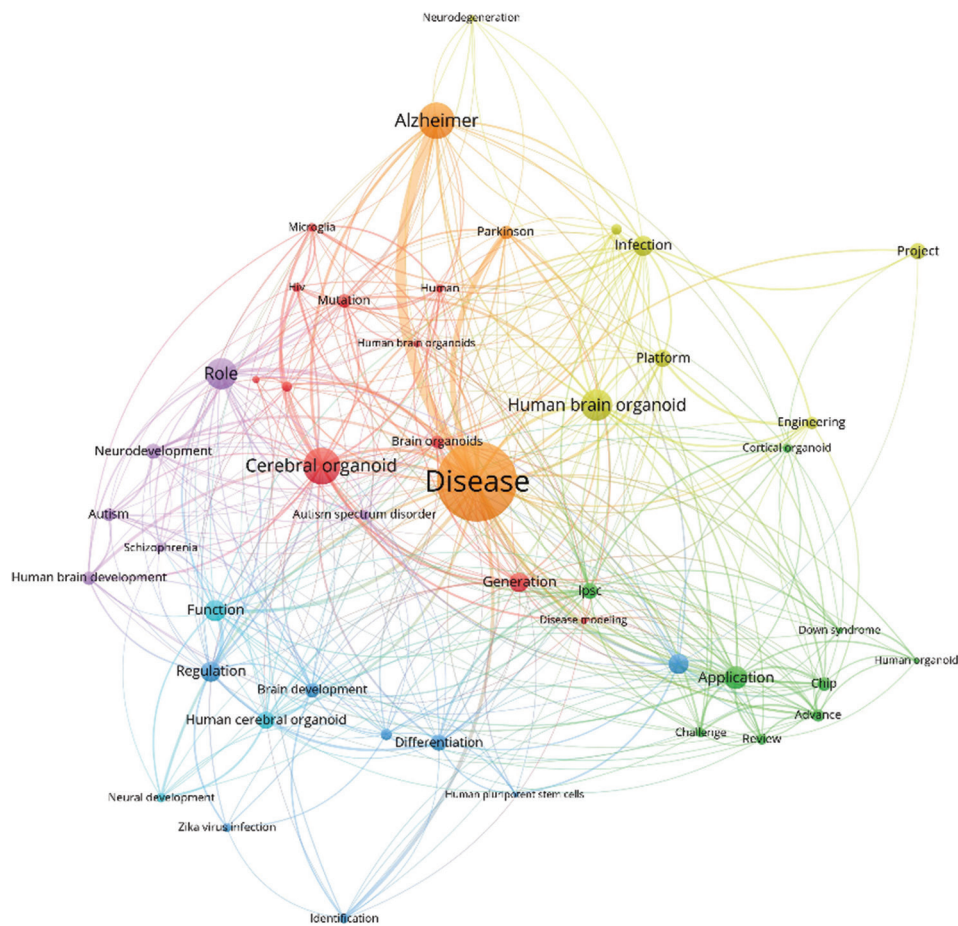 Neurodegeneration
Alzheimer
Microglia
Parkinson
Infection
Project
Hiv
Mutation
Human
Human brain organoids
Platform
Role
Human brain organoid
Engineering
Neurodevelopment
Brain organoids
Cortical organoid
Cerebral organoid
Disease
Autism
Autism spectrum disorder
Schizophrenia
Human brain development
Generation
Ipsc
Function
Disease modeling
Down syndrome
Human organoid
Regulation
Application
Chip
Brain development
Human cerebral organoid
Advance
Challenge
Review
Differentiation
Neural development
Human pluripotent stem cells
Zika virus infection
Identification